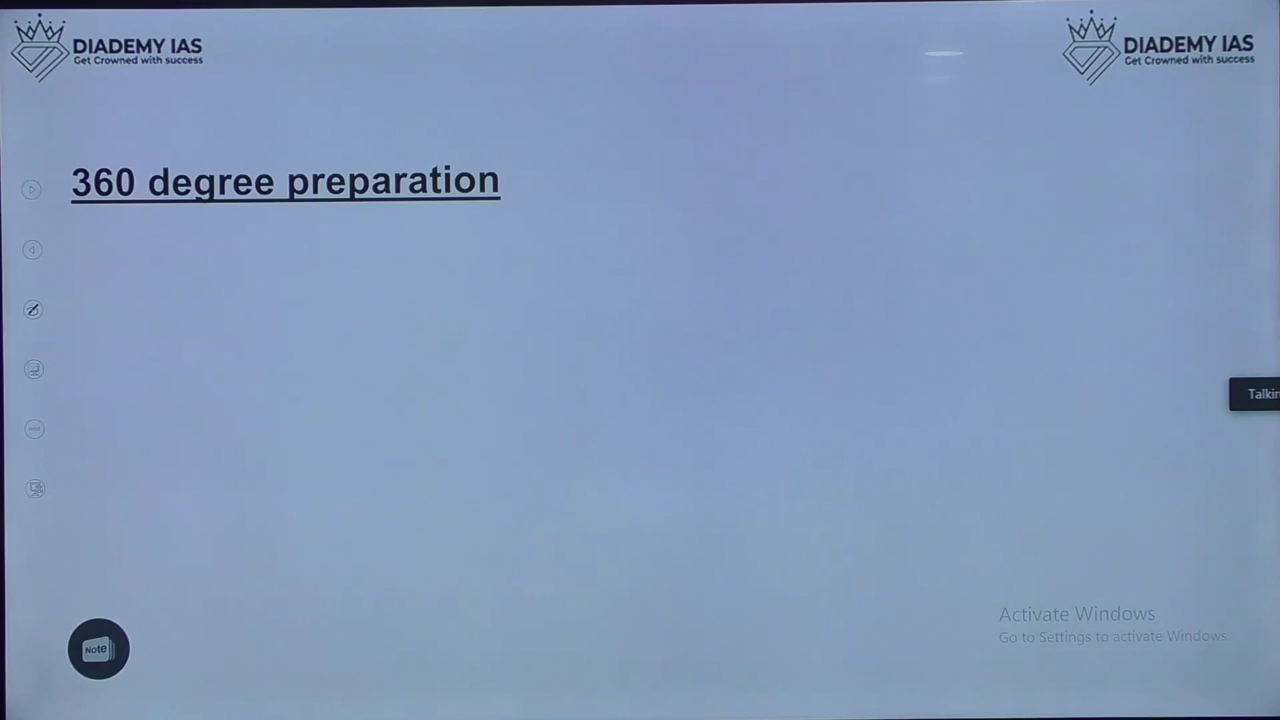 DIADEMY IAS
Get Crowned with success
DIADEMY IAS
Get Crowned with success
360 degree preparation
Activate Windows
Go to Settings to activate Windows.
Note